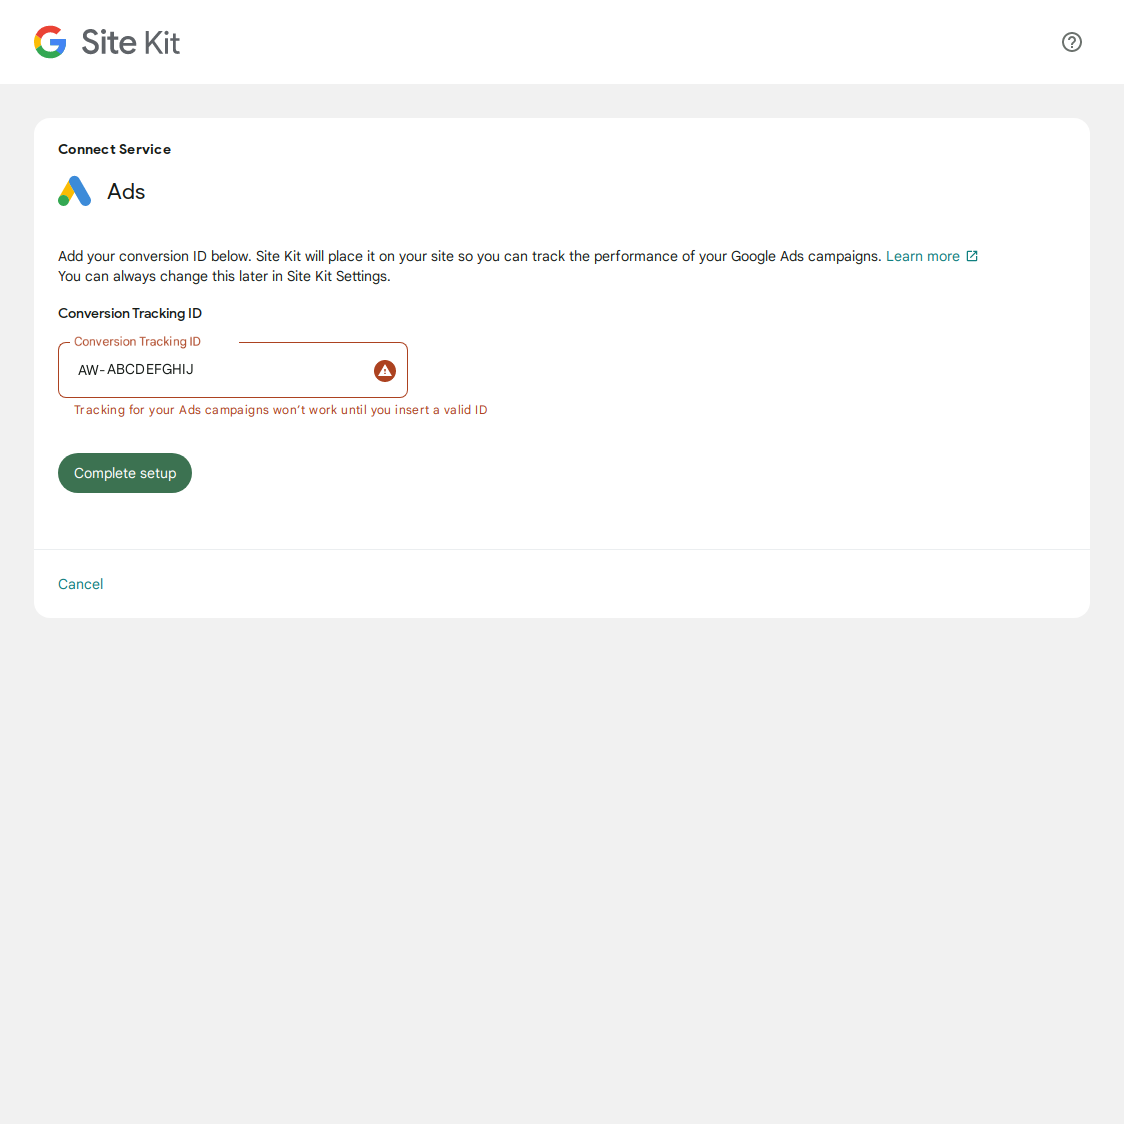 Site Kit
Connect Service
Ads
Add your conversion ID below. Site Kit will place it on your site so you can track the performance of your Google Ads campaigns. Learn more
You can always change this later in Site Kit Settings.
Conversion Tracking ID
Conversion Tracking ID
AW-ABCDEFGHIJ
Tracking for your Ads campaigns won’t work until you insert a valid ID
Complete setup
Cancel